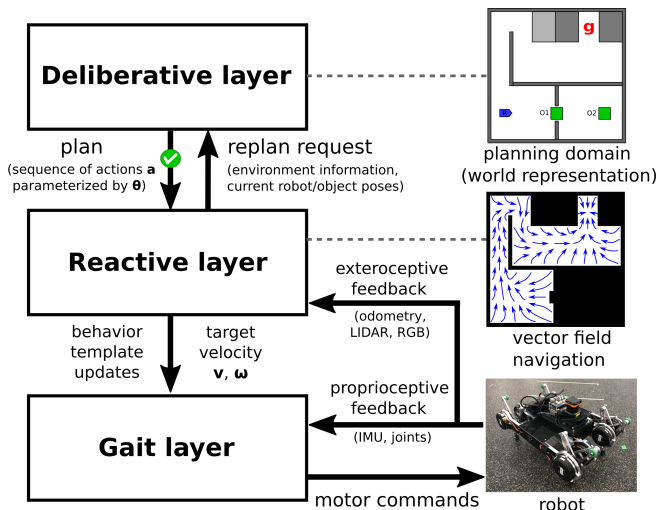 Deliberative layer
g
O1
O2
plan
(sequence of actions a
parameterized by θ)
replan request
(environment information,
current robot/object poses)
planning domain
(world representation)
Reactive layer
exteroceptive
feedback
(odometry,
LIDAR, RGB)
vector field
navigation
behavior
template
updates
target
velocity
v, ω
proprioceptive
feedback
(IMU, joints)
Gait layer
motor commands
robot